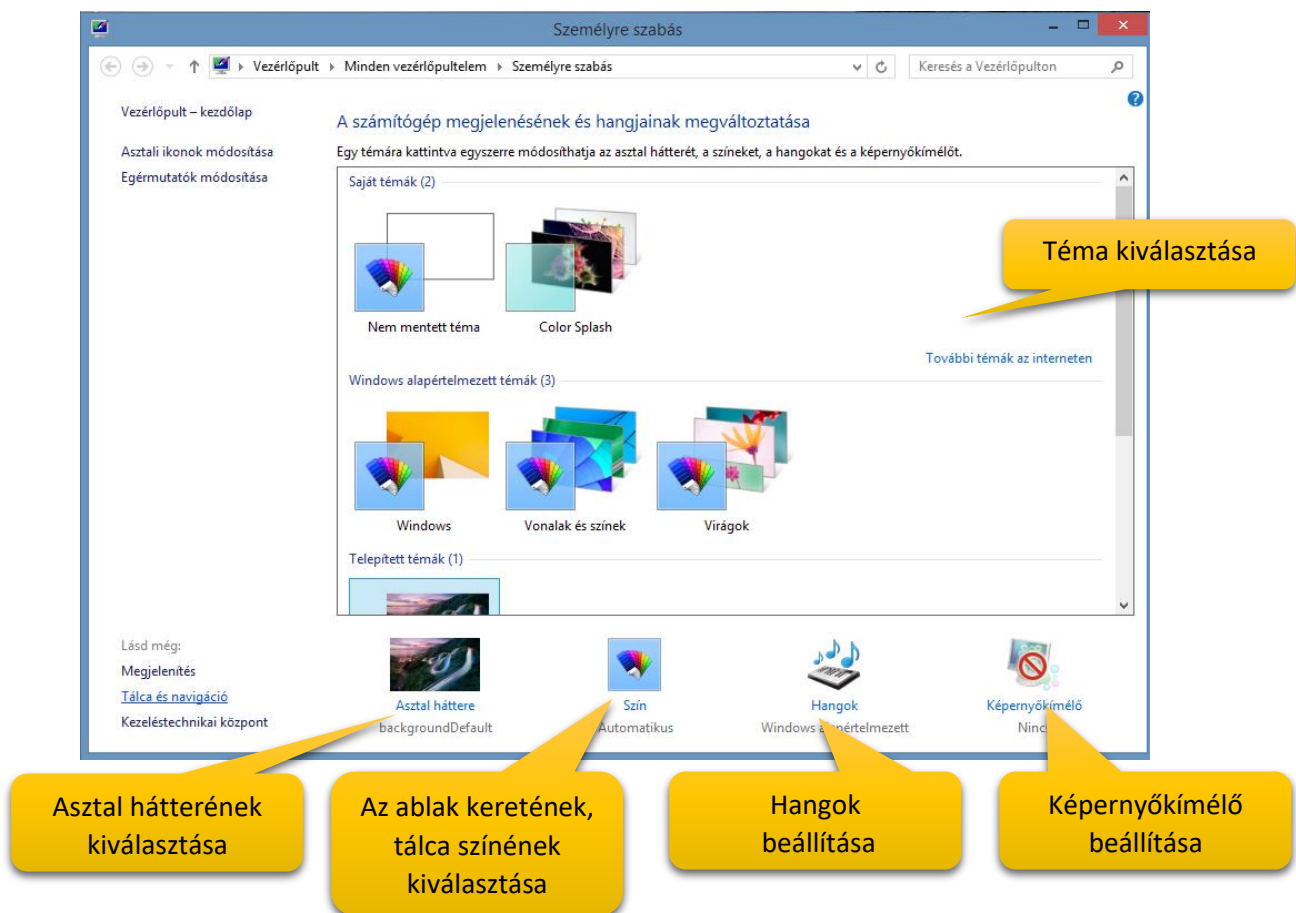 Személyre szabás
Vezérlőpult
Minden vezérlőpultelem
Személyre szabás
Keresés a Vezérlőpulton
Vezérlőpult – kezdőlap
Asztali ikonok módosítása
Egérmutatók módosítása
A számítógép megjelenésének és hangjainak megváltoztatása
Egy témára kattintva egyszerre módosíthatja az asztal hátterét, a színeket, a hangokat és a képernyőkímélőt.
Saját témák (2)
Nem mentett téma
Color Splash
Téma kiválasztása
További témák az interneten
Windows alapértelmezett témák (3)
Windows
Vonalak és színek
Virágok
Telepített témák (1)
Lásd még:
Megjelenítés
Tálca és navigáció
Kezeléstechnikai központ
Asztal háttere
backgroundDefault
Szín
Automatikus
Hangok
Windows alapértelmezett
Képernyőkímélő
Nincs
Asztal hátterének
kiválasztása
Az ablak keretének,
tálca színének
kiválasztása
Hangok
beállítása
Képernyőkímélő
beállítása